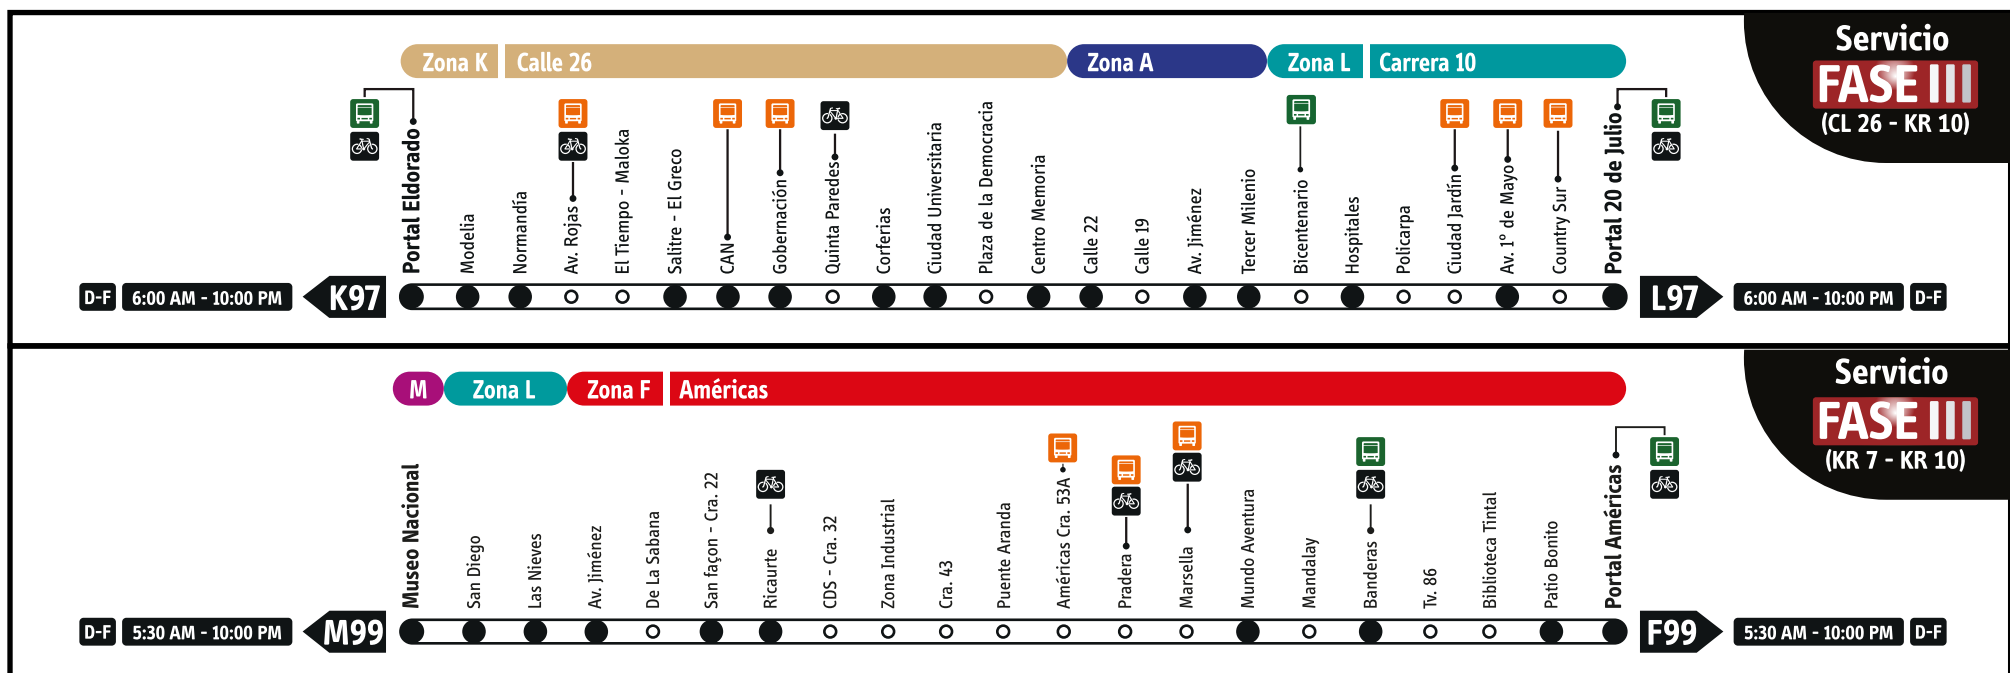 Zona K Calle 26 Zona A Zona L Carrera 10
Servicio
FASE III
(CL 26 - KR 10)
Portal Eldorado
Modelia
Normandía
Av. Rojas
El Tiempo - Maloka
Salitre - El Greco
CAN
Gobernación
Quinta Paredes
Corferias
Ciudad Universitaria
Plaza de la Democracia
Centro Memoria
Calle 22
Calle 19
Av. Jiménez
Tercer Milenio
Bicentenario
Hospitales
Policarpa
Ciudad Jardín
Av. 1º de Mayo
Country Sur
Portal 20 de Julio
D-F 6:00 AM - 10:00 PM K97
L97 6:00 AM - 10:00 PM D-F
M Zona L Zona F Américas
Servicio
FASE III
(KR 7 - KR 10)
Museo Nacional
San Diego
Las Nieves
Av. Jiménez
De La Sabana
San façon - Cra. 22
Ricaurte
CDS - Cra. 32
Zona Industrial
Cra. 43
Puente Aranda
Américas Cra. 53A
Pradera
Marsella
Mundo Aventura
Mandalay
Banderas
Tv. 86
Biblioteca Tintal
Patio Bonito
Portal Américas
D-F 5:30 AM - 10:00 PM M99
F99 5:30 AM - 10:00 PM D-F